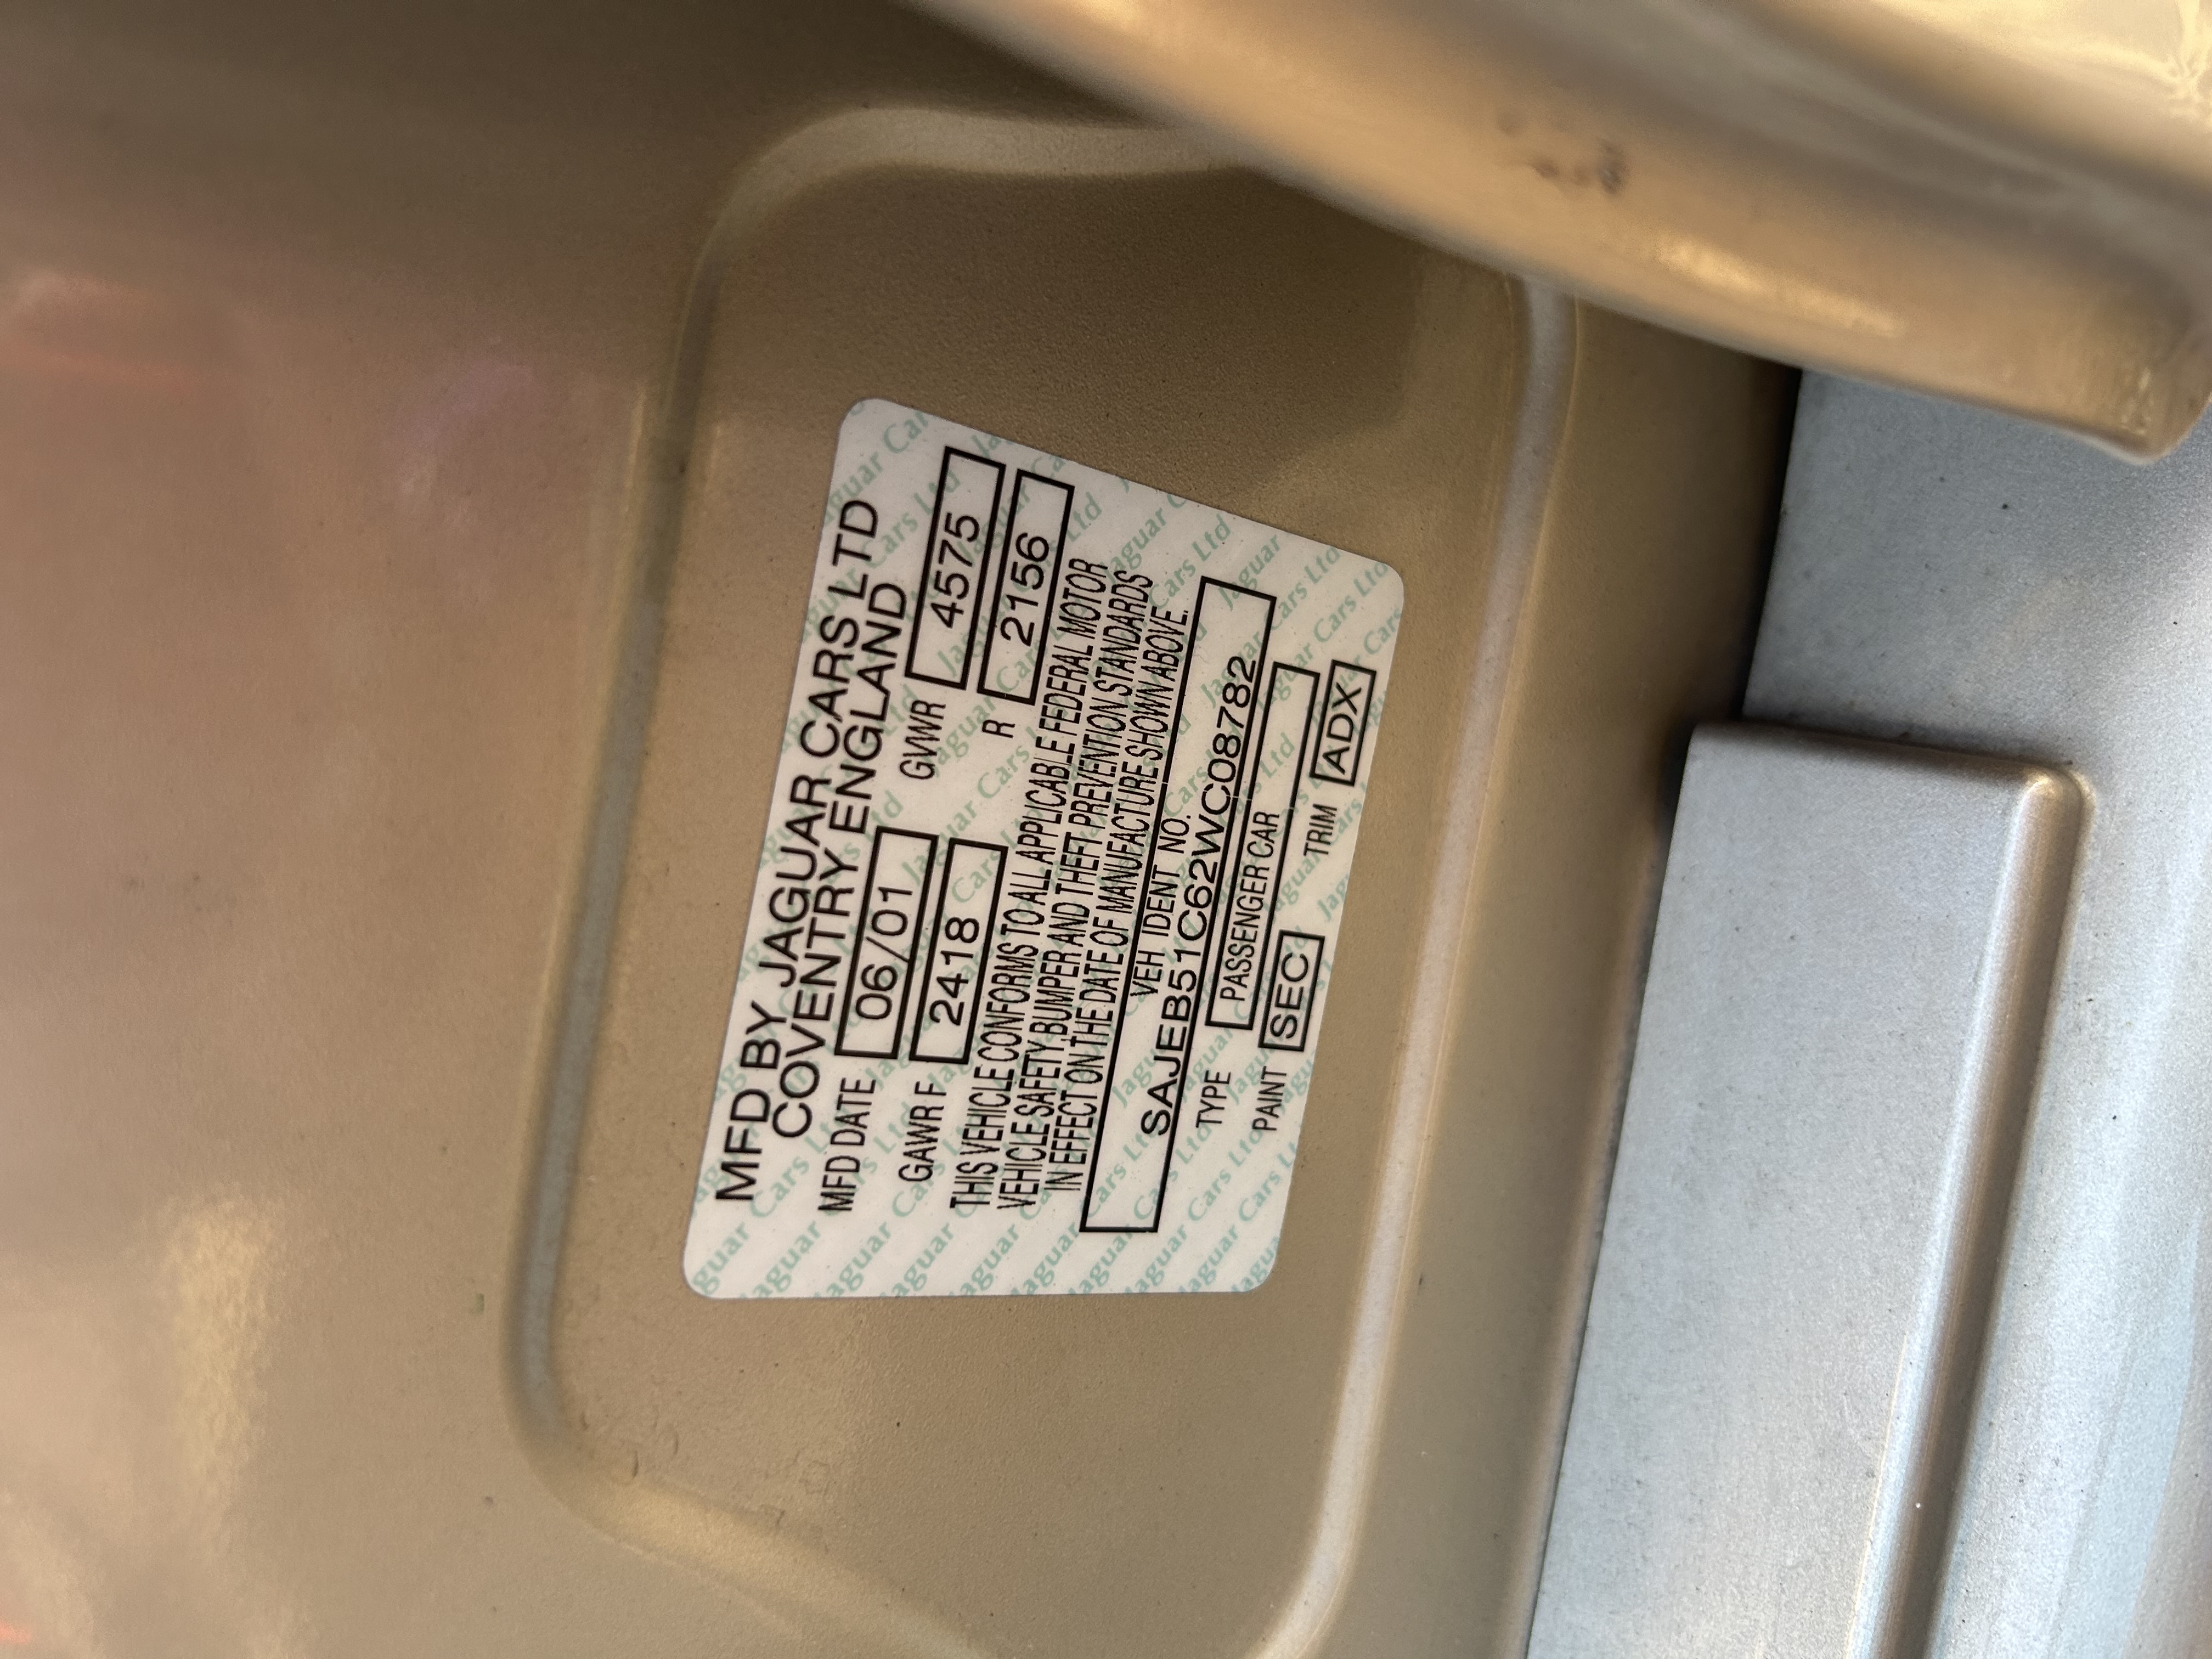 MFD BY JAGUAR CARS LTD
COVENTRY ENGLAND
MFD DATE 06/01 GVWR 4575
GAWR F 2418 R 2156
THIS VEHICLE CONFORMS TO ALL APPLICABLE FEDERAL MOTOR
VEHICLE SAFETY, BUMPER AND THEFT PREVENTION STANDARDS
IN EFFECT ON THE DATE OF MANUFACTURE SHOWN ABOVE.
VEH IDENT NO.
SAJEB51C62WC08782
TYPE PASSENGER CAR
PAINT SEC TRIM ADX